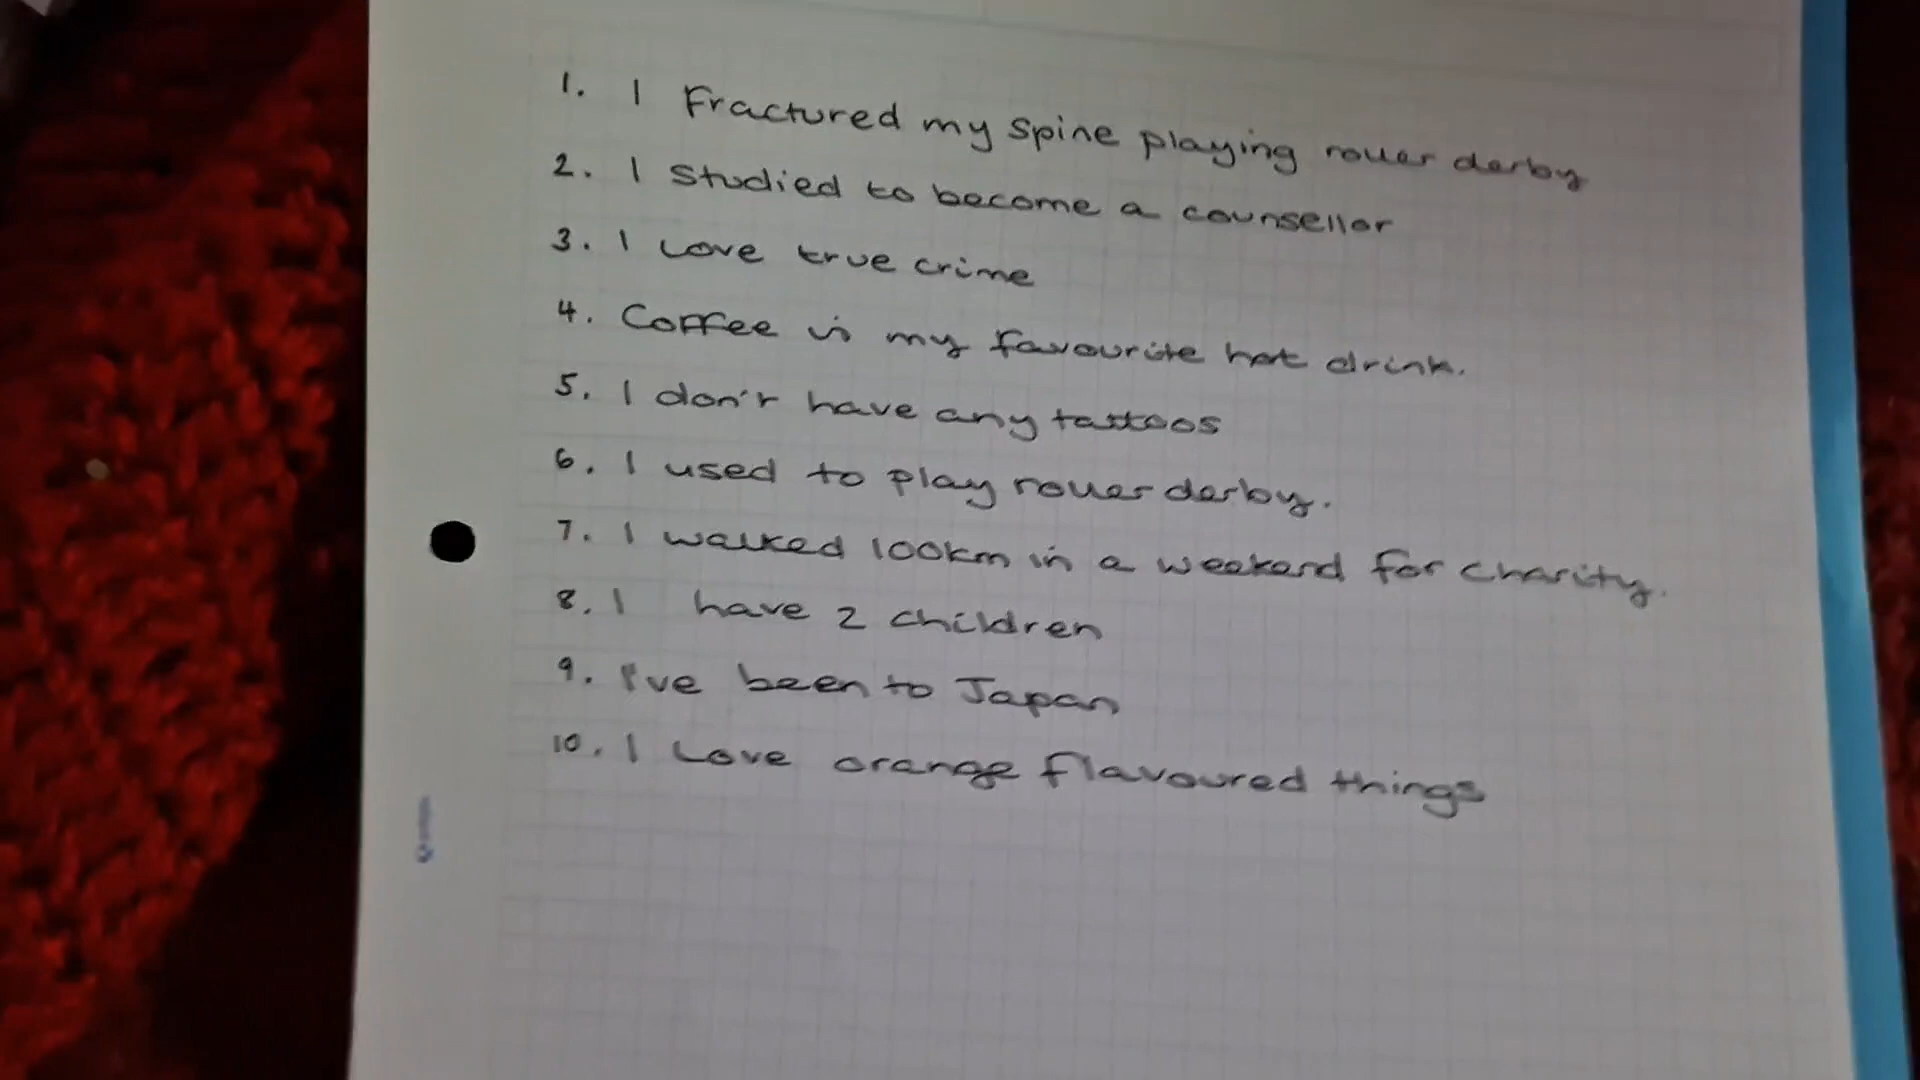 1. I Fractured my spine playing roller derby
2. I studied to become a counsellor
3. I love true crime
4. Coffee is my favourite hot drink.
5. I don't have any tattoos
6. I used to play roller derby.
7. I walked 100km in a weekend for charity.
8. I have 2 children
9. I've been to Japan
10. I Love orange flavoured things